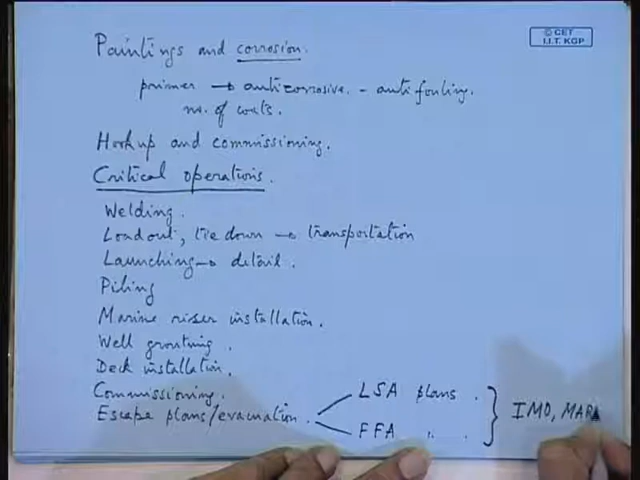 © CET
I.I.T. KGP
Paintings and corrosion.
primer → anticorrosive. - antifouling.
no. of coats.
Hookup and commissioning.
Critical operations.
Welding.
Loadout, tie down → transportation
Launching → detail.
Piling
Marine riser installation.
Well grouting.
Deck installation.
Commissioning.
Escape plans/evacuation.
LSA plans.
FFA " .
IMO, MAR